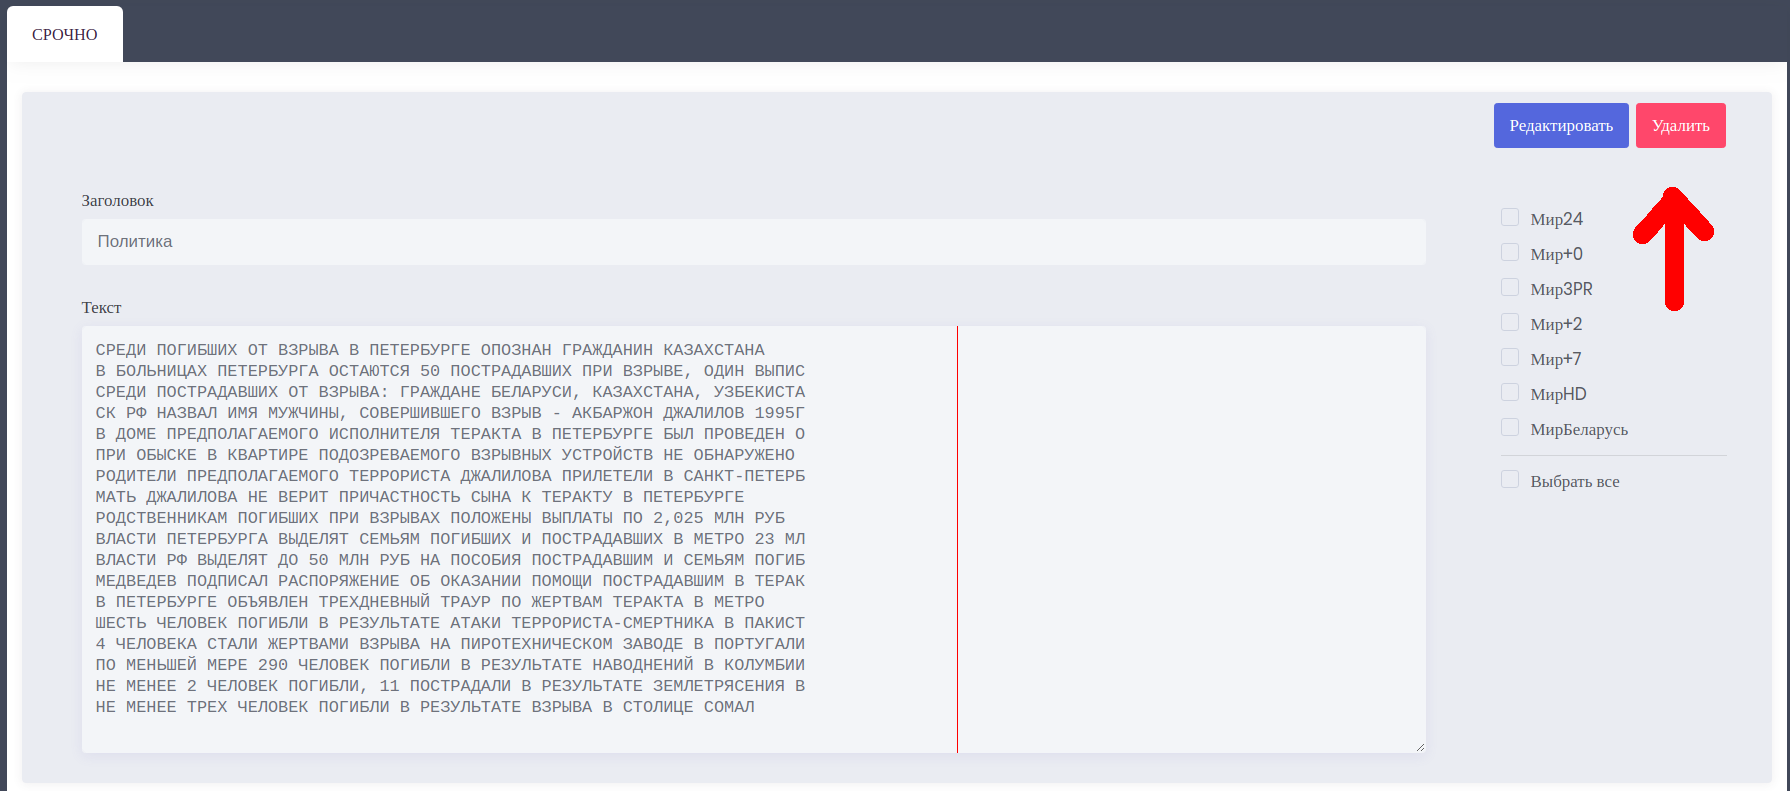 СРОЧНО
Редактировать
Удалить
Заголовок
Политика
Текст
СРЕДИ ПОГИБШИХ ОТ ВЗРЫВА В ПЕТЕРБУРГЕ ОПОЗНАН ГРАЖДАНИН КАЗАХСТАНА
В БОЛЬНИЦАХ ПЕТЕРБУРГА ОСТАЮТСЯ 50 ПОСТРАДАВШИХ ПРИ ВЗРЫВЕ, ОДИН ВЫПИС
СРЕДИ ПОСТРАДАВШИХ ОТ ВЗРЫВА: ГРАЖДАНЕ БЕЛАРУСИ, КАЗАХСТАНА, УЗБЕКИСТА
СК РФ НАЗВАЛ ИМЯ МУЖЧИНЫ, СОВЕРШИВШЕГО ВЗРЫВ - АКБАРЖОН ДЖАЛИЛОВ 1995Г
В ДОМЕ ПРЕДПОЛАГАЕМОГО ИСПОЛНИТЕЛЯ ТЕРАКТА В ПЕТЕРБУРГЕ БЫЛ ПРОВЕДЕН О
ПРИ ОБЫСКЕ В КВАРТИРЕ ПОДОЗРЕВАЕМОГО ВЗРЫВНЫХ УСТРОЙСТВ НЕ ОБНАРУЖЕНО
РОДИТЕЛИ ПРЕДПОЛАГАЕМОГО ТЕРРОРИСТА ДЖАЛИЛОВА ПРИЛЕТЕЛИ В САНКТ-ПЕТЕРБ
МАТЬ ДЖАЛИЛОВА НЕ ВЕРИТ ПРИЧАСТНОСТЬ СЫНА К ТЕРАКТУ В ПЕТЕРБУРГЕ
РОДСТВЕННИКАМ ПОГИБШИХ ПРИ ВЗРЫВАХ ПОЛОЖЕНЫ ВЫПЛАТЫ ПО 2,025 МЛН РУБ
ВЛАСТИ ПЕТЕРБУРГА ВЫДЕЛЯТ СЕМЬЯМ ПОГИБШИХ И ПОСТРАДАВШИХ В МЕТРО 23 МЛ
ВЛАСТИ РФ ВЫДЕЛЯТ ДО 50 МЛН РУБ НА ПОСОБИЯ ПОСТРАДАВШИМ И СЕМЬЯМ ПОГИБ
МЕДВЕДЕВ ПОДПИСАЛ РАСПОРЯЖЕНИЕ ОБ ОКАЗАНИИ ПОМОЩИ ПОСТРАДАВШИМ В ТЕРАК
В ПЕТЕРБУРГЕ ОБЪЯВЛЕН ТРЕХДНЕВНЫЙ ТРАУР ПО ЖЕРТВАМ ТЕРАКТА В МЕТРО
ШЕСТЬ ЧЕЛОВЕК ПОГИБЛИ В РЕЗУЛЬТАТЕ АТАКИ ТЕРРОРИСТА-СМЕРТНИКА В ПАКИСТ
4 ЧЕЛОВЕКА СТАЛИ ЖЕРТВАМИ ВЗРЫВА НА ПИРОТЕХНИЧЕСКОМ ЗАВОДЕ В ПОРТУГАЛИ
ПО МЕНЬШЕЙ МЕРЕ 290 ЧЕЛОВЕК ПОГИБЛИ В РЕЗУЛЬТАТЕ НАВОДНЕНИЙ В КОЛУМБИИ
НЕ МЕНЕЕ 2 ЧЕЛОВЕК ПОГИБЛИ, 11 ПОСТРАДАЛИ В РЕЗУЛЬТАТЕ ЗЕМЛЕТРЯСЕНИЯ В
НЕ МЕНЕЕ ТРЕХ ЧЕЛОВЕК ПОГИБЛИ В РЕЗУЛЬТАТЕ ВЗРЫВА В СТОЛИЦЕ СОМАЛ
Мир24
Мир+0
Мир3PR
Мир+2
Мир+7
МирHD
МирБеларусь
Выбрать все